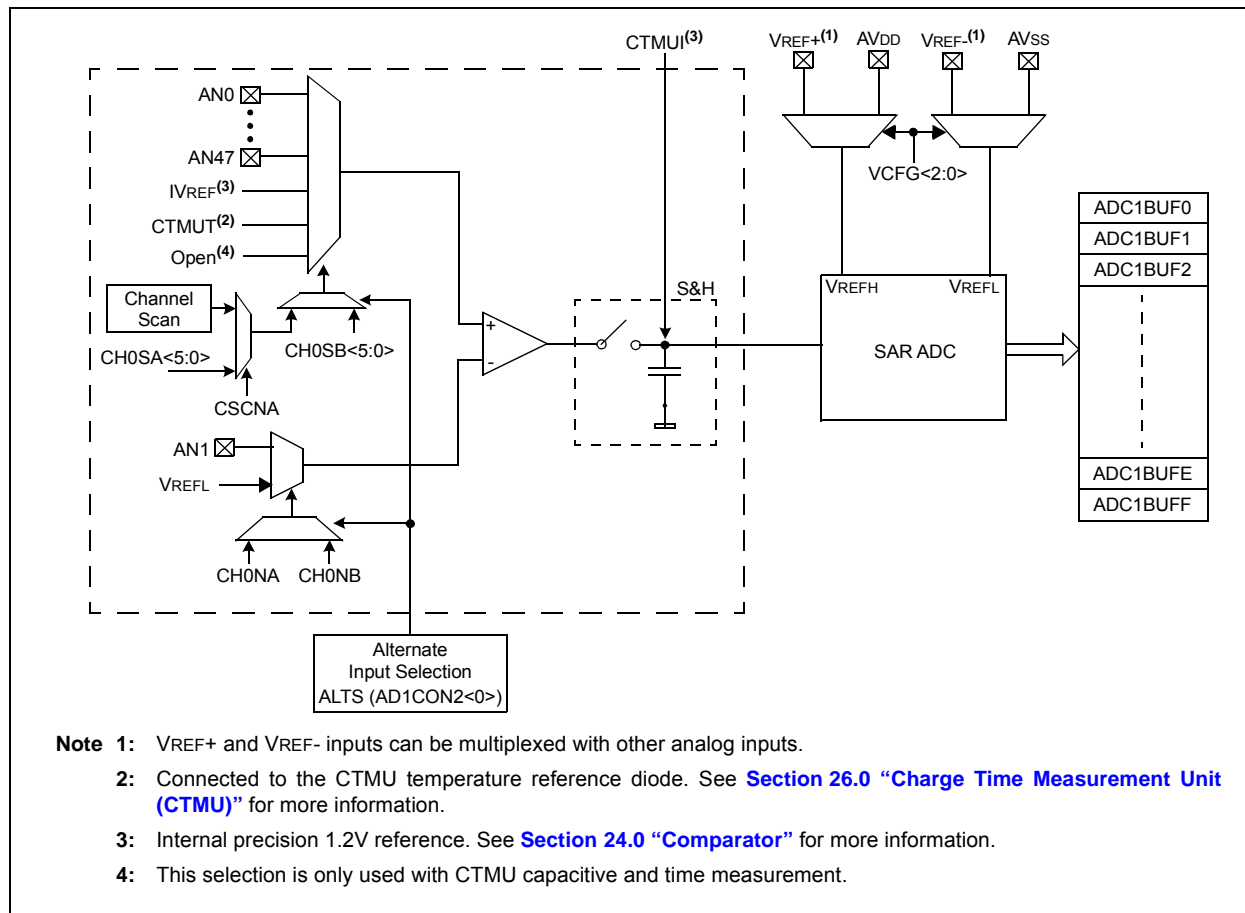 CTMUI(3)
VREF+(1) AVDD VREF-(1) AVSS
AN0
AN47
IVREF(3)
CTMUT(2)
Open(4)
VCFG<2:0>
ADC1BUF0
ADC1BUF1
ADC1BUF2
Channel
Scan
S&H
VREFH VREFL
CH0SA<5:0>
CH0SB<5:0>
+
-
SAR ADC
CSCNA
AN1
VREFL
ADC1BUFE
ADC1BUFF
CH0NA CH0NB
Alternate
Input Selection
ALTS (AD1CON2<0>)
Note 1: VREF+ and VREF- inputs can be multiplexed with other analog inputs.
2: Connected to the CTMU temperature reference diode. See Section 26.0 “Charge Time Measurement Unit
(CTMU)” for more information.
3: Internal precision 1.2V reference. See Section 24.0 “Comparator” for more information.
4: This selection is only used with CTMU capacitive and time measurement.